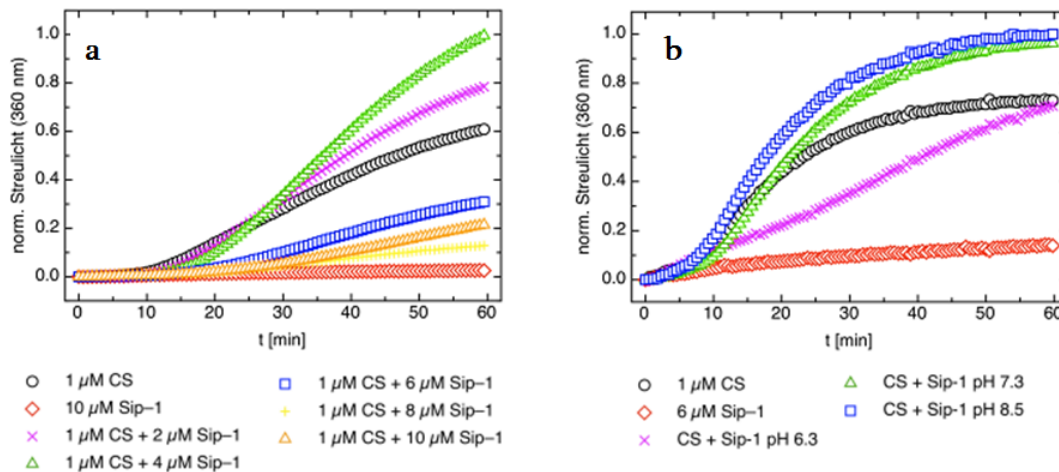 a
norm. Streulicht (360 nm)
1.0
0.8
0.6
0.4
0.2
0.0
0 10 20 30 40 50 60
t [min]
1 µM CS
10 µM Sip–1
1 µM CS + 2 µM Sip–1
1 µM CS + 4 µM Sip–1
1 µM CS + 6 µM Sip–1
1 µM CS + 8 µM Sip–1
1 µM CS + 10 µM Sip–1
b
norm. Streulicht (360 nm)
1.0
0.8
0.6
0.4
0.2
0.0
0 10 20 30 40 50 60
t [min]
1 µM CS
6 µM Sip–1
CS + Sip-1 pH 6.3
CS + Sip-1 pH 7.3
CS + Sip-1 pH 8.5